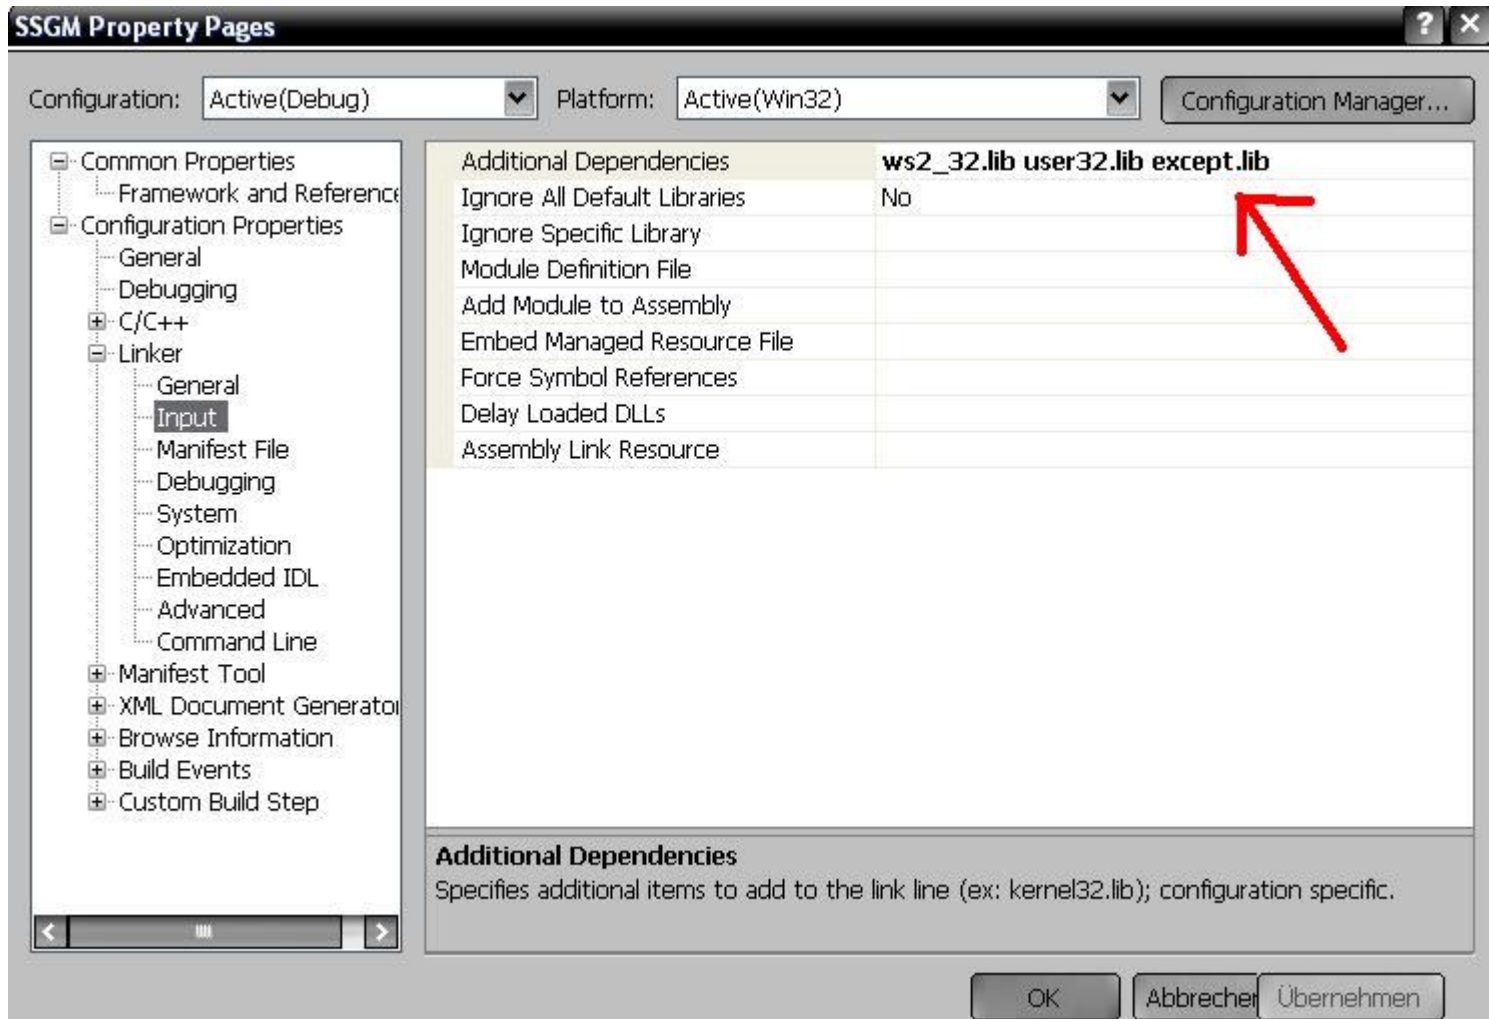 SSGM Property Pages
Configuration: Active(Debug) Platform: Active(Win32) Configuration Manager...
Common Properties
Framework and Reference
Configuration Properties
General
Debugging
C/C++
Linker
General
Input
Manifest File
Debugging
System
Optimization
Embedded IDL
Advanced
Command Line
Manifest Tool
XML Document Generator
Browse Information
Build Events
Custom Build Step
Additional Dependencies ws2_32.lib user32.lib except.lib
Ignore All Default Libraries No
Ignore Specific Library
Module Definition File
Add Module to Assembly
Embed Managed Resource File
Force Symbol References
Delay Loaded DLLs
Assembly Link Resource
Additional Dependencies
Specifies additional items to add to the link line (ex: kernel32.lib); configuration specific.
OK Abbrecher Übernehmen